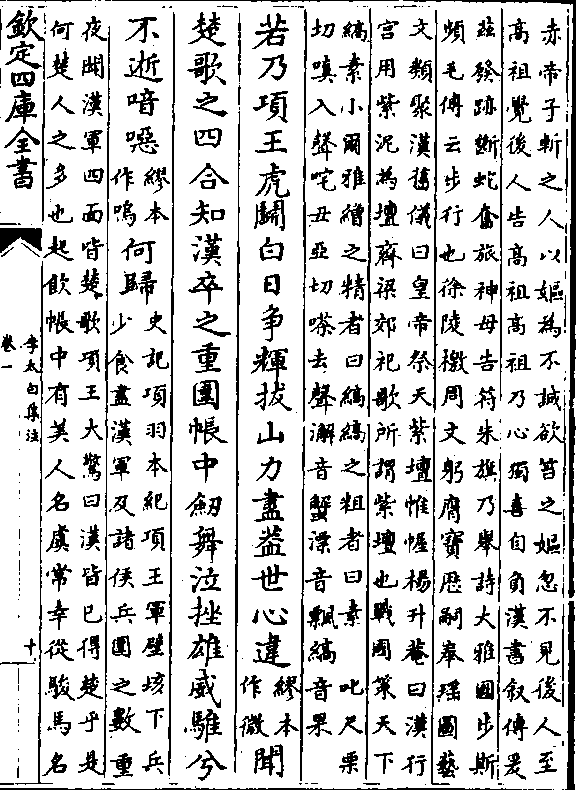 赤帝子斬之人以嫗為不誠欲笞之嫗忽不見後人至
高祖覺後人告高祖高祖乃心獨喜自負漢書叙傳爰
茲發跡斷蛇奮旅神母告符朱旗乃舉詩大雅國步斯
頻毛傳云步行也徐陵檄周文躬膺寶歷嗣奉瑶圖藝
文類聚漢舊儀曰皇帝祭天紫壇帷幄楊升菴曰漢行
宫用紫泥為壇齋梁郊祀歌所謂紫壇也戰國策天下
縞素小爾雅繒之精者曰縞縞之粗者曰素 叱尺栗
切嗔入聲咤丑亞切嗏去聲澥音蟹漂音飄縞音杲
若乃項王虎鬬白日争輝拔山力盡葢世心違繆本作微聞
楚歌之四合知漢卒之重圍帳中劒舞泣挫雄威騅兮
不逝喑噁繆本作嗚何歸史記項羽本紀項王軍壁垓下兵
少食盡漢軍及諸侯兵圍之數重
夜聞漢軍四面皆楚歌項王大驚曰漢皆已得楚乎是
何楚人之多也起飲帳中有美人名虞常幸從駿馬名
欽定四庫全書
李太白集注
卷一
十